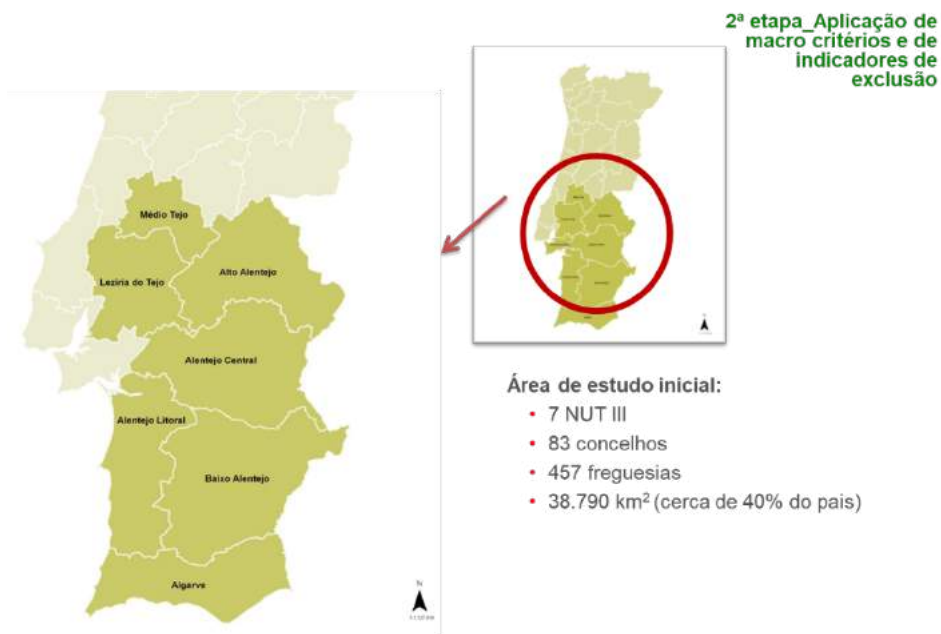 2ª etapa_Aplicação de
macro critérios e de
indicadores de
exclusão
Médio Tejo
Lezíria do Tejo
Alto Alentejo
Alentejo Central
Alentejo Litoral
Baixo Alentejo
Algarve
N
N
Área de estudo inicial:
• 7 NUT III
• 83 concelhos
• 457 freguesias
• 38.790 km² (cerca de 40% do pais)